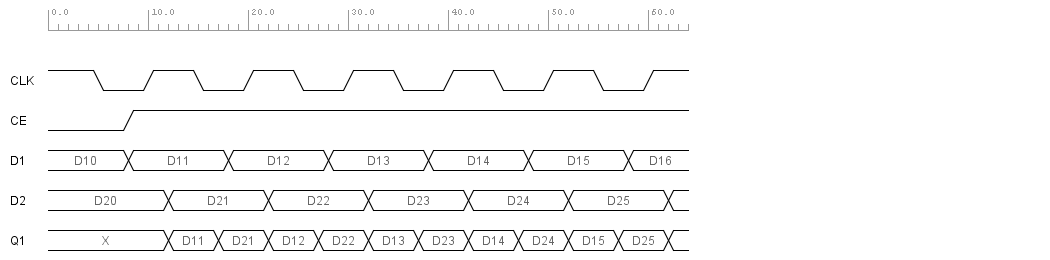 0.0 10.0 20.0 30.0 40.0 50.0 60.0
CLK
CE
D1 D10 D11 D12 D13 D14 D15 D16
D2 D20 D21 D22 D23 D24 D25
Q1 X D11 D21 D12 D22 D13 D23 D14 D24 D15 D25